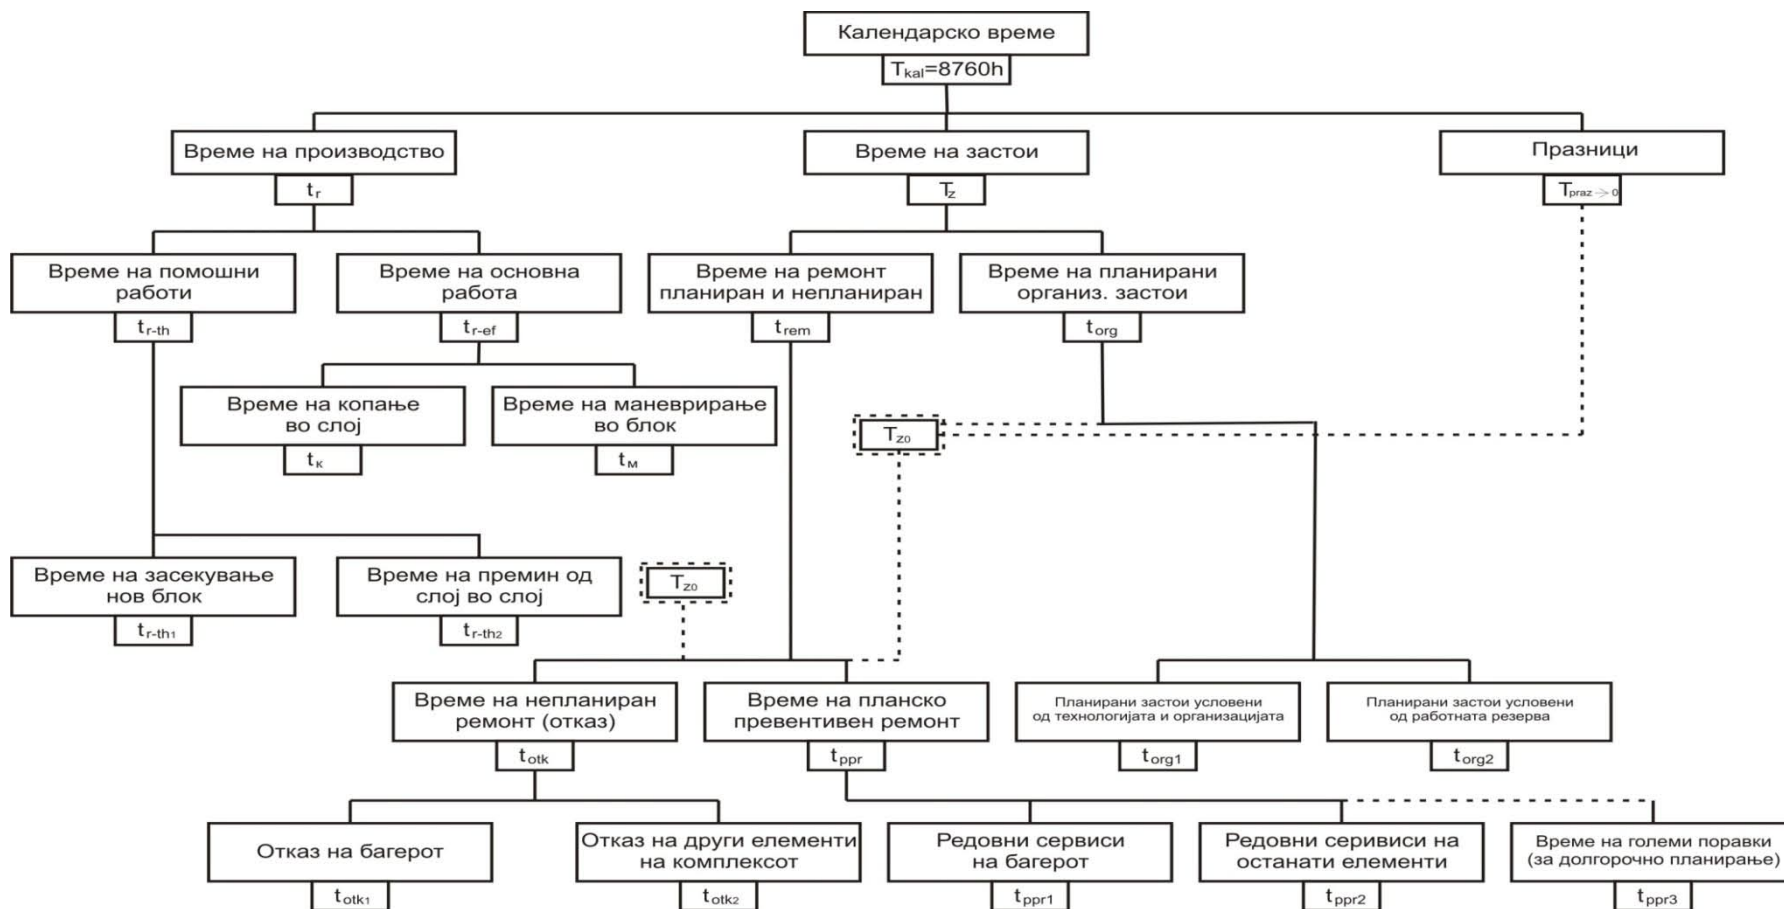 Календарско време
Tkal=8760h
Време на производство
Време на застои
Празници
tr
Tz
Tpraz→0
Време на помошни
работи
Време на основна
работа
Време на ремонт
планиран и непланиран
Време на планирани
организ. застои
tr-th
tr-ef
trem
torg
Време на копање
во слој
Време на маневрирање
во блок
tк
tм
Tz0
Време на засекување
нов блок
Време на премин од
слој во слој
Tz0
tr-th1
tr-th2
Време на непланиран
ремонт (отказ)
Време на планско
превентивен ремонт
Планирани застои условени
од технологијата и организацијата
Планирани застои условени
од работната резерва
totk
tppr
torg1
torg2
Отказ на багерот
Отказ на други елементи
на комплексот
Редовни сервиси
на багерот
Редовни серивиси на
останати елементи
Време на големи поравки
(за долгорочно планирање)
totk1
totk2
tppr1
tppr2
tppr3